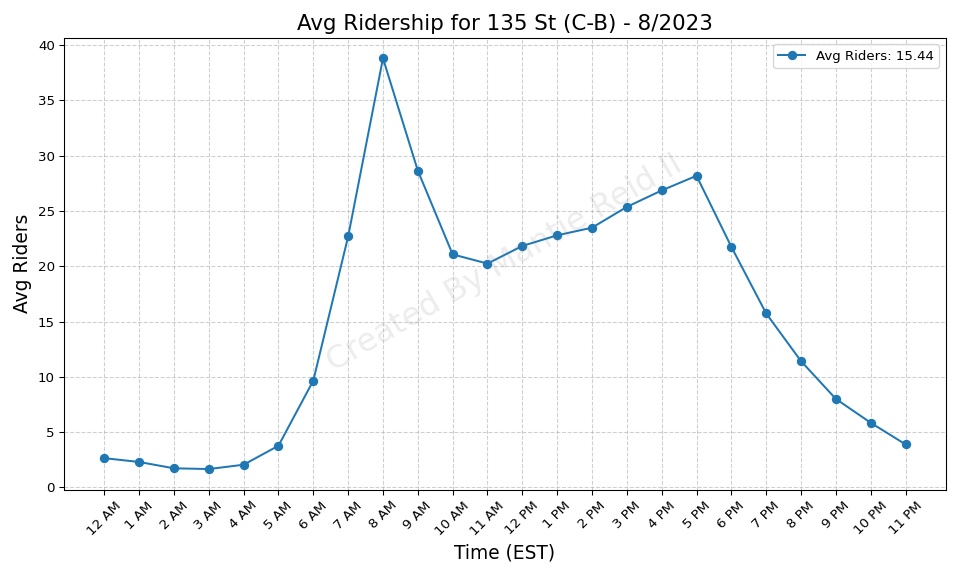 Avg Ridership for 135 St (C-B) - 8/2023
Avg Riders: 15.44
Avg Riders
40
35
30
25
20
15
10
5
0
Created By Mantie Reid II
12 AM 1 AM 2 AM 3 AM 4 AM 5 AM 6 AM 7 AM 8 AM 9 AM 10 AM 11 AM 12 PM 1 PM 2 PM 3 PM 4 PM 5 PM 6 PM 7 PM 8 PM 9 PM 10 PM 11 PM
Time (EST)